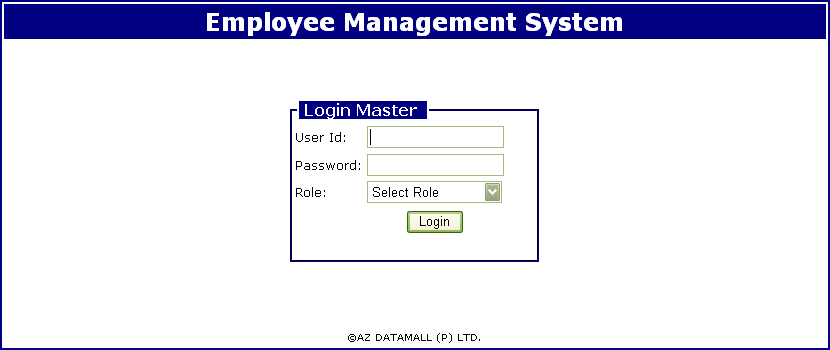 Employee Management System
Login Master
User Id:
Password:
Role: Select Role
Login
©AZ DATAMALL (P) LTD.